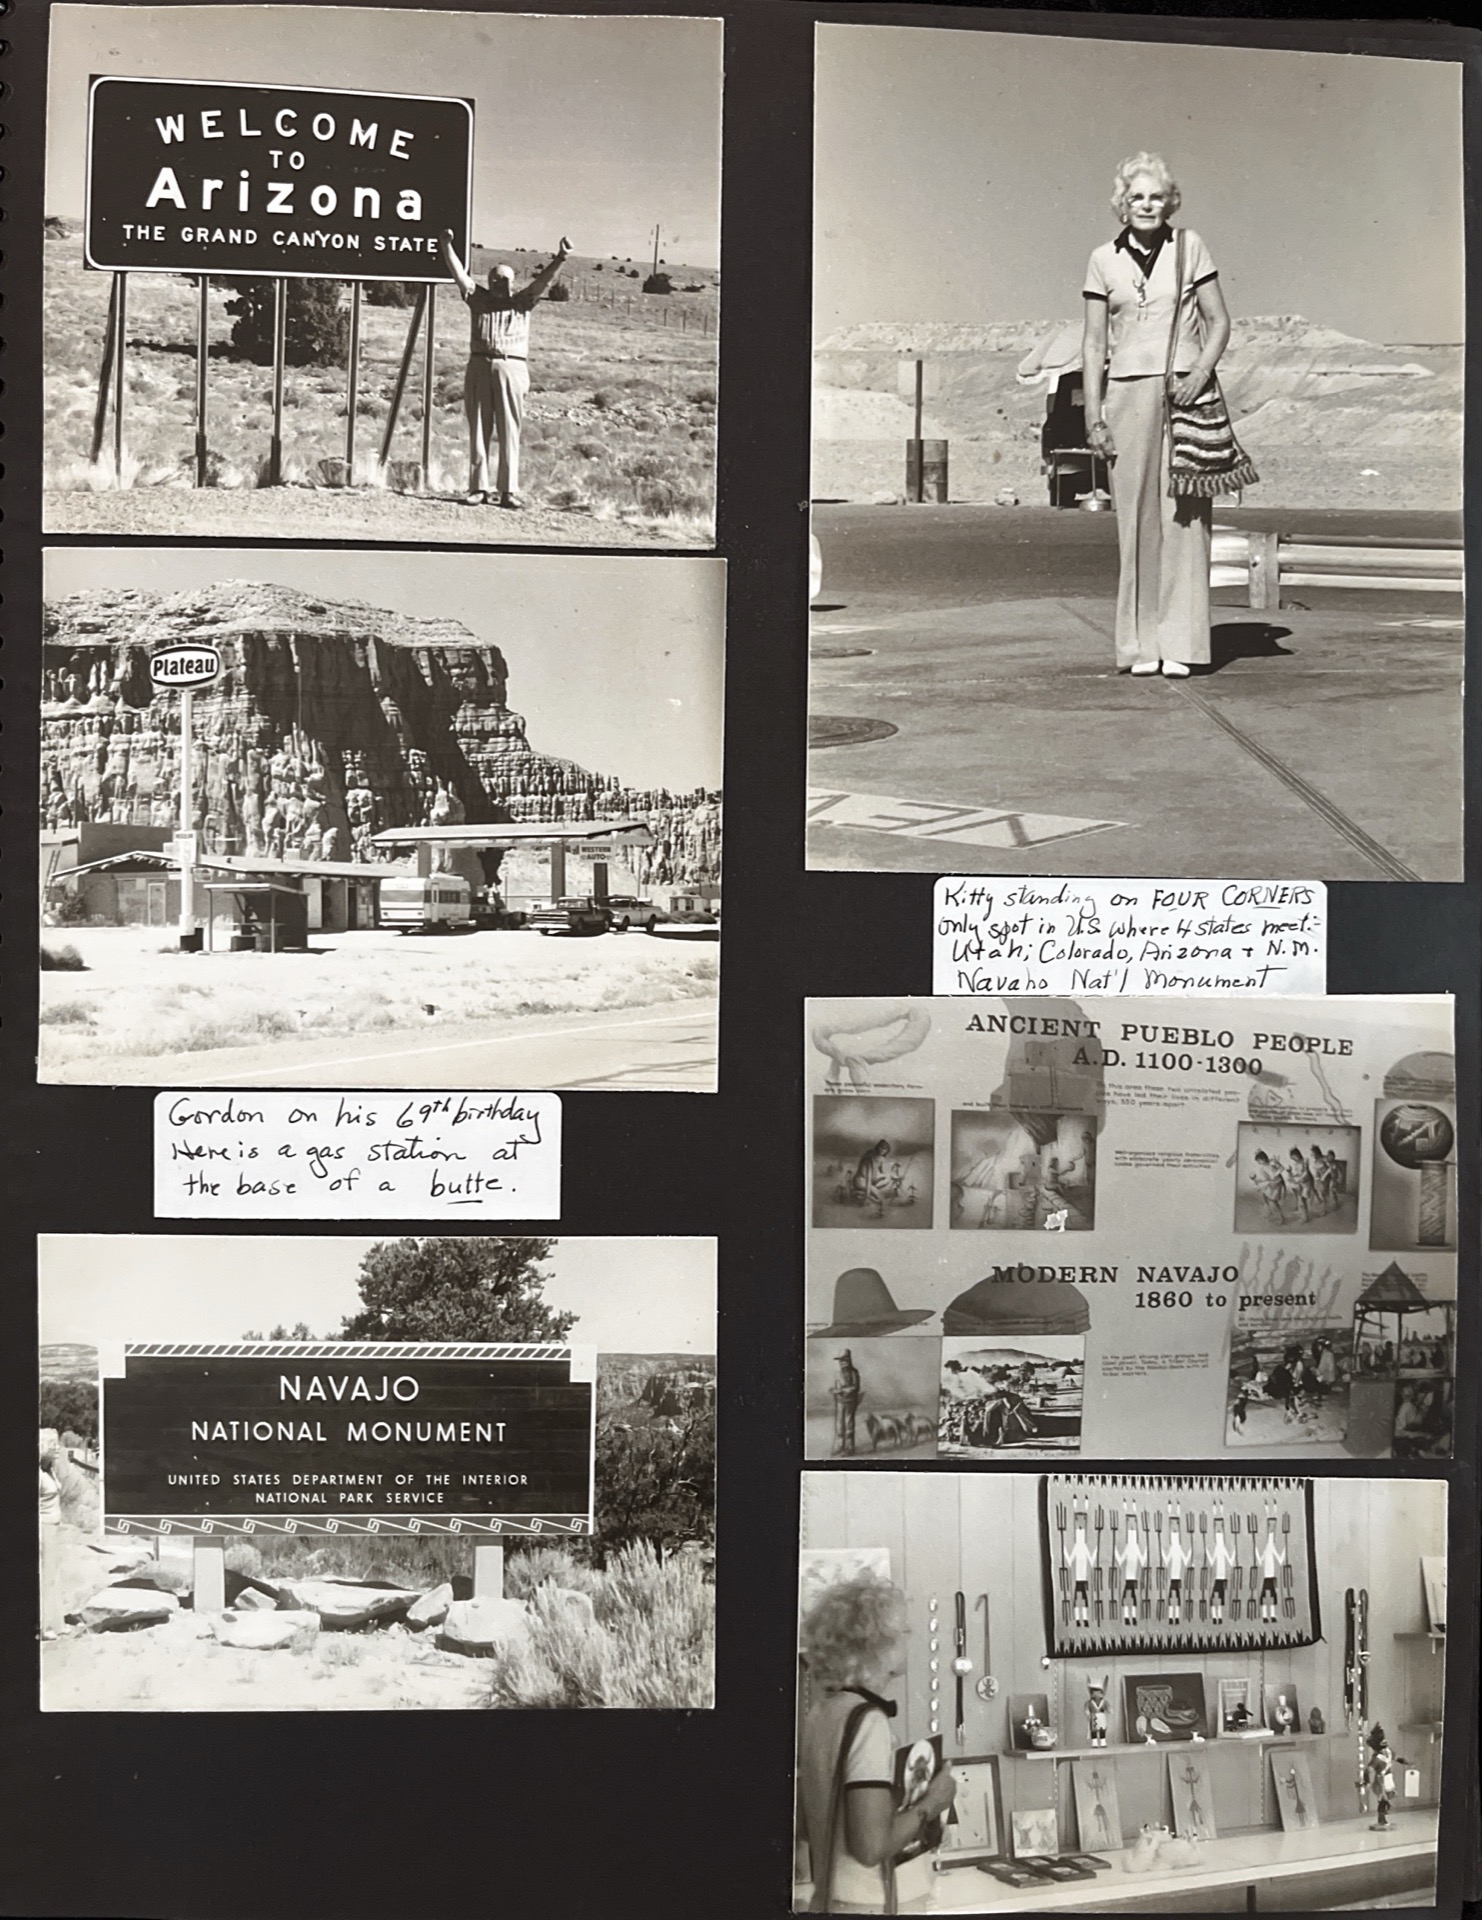 WELCOME
TO
Arizona
THE GRAND CANYON STATE
Plateau
WESTERN
AUTO
Gordon on his 69th birthday
Here is a gas station at
the base of a butte.
NAVAJO
NATIONAL MONUMENT
UNITED STATES DEPARTMENT OF THE INTERIOR
NATIONAL PARK SERVICE
Kitty standing on FOUR CORNERS
only spot in U.S where 4 states meet:-
Utah; Colorado, Arizona + N.M.
Navaho Nat'l Monument
ANCIENT PUEBLO PEOPLE
A.D. 1100-1300
MODERN NAVAJO
1860 to present